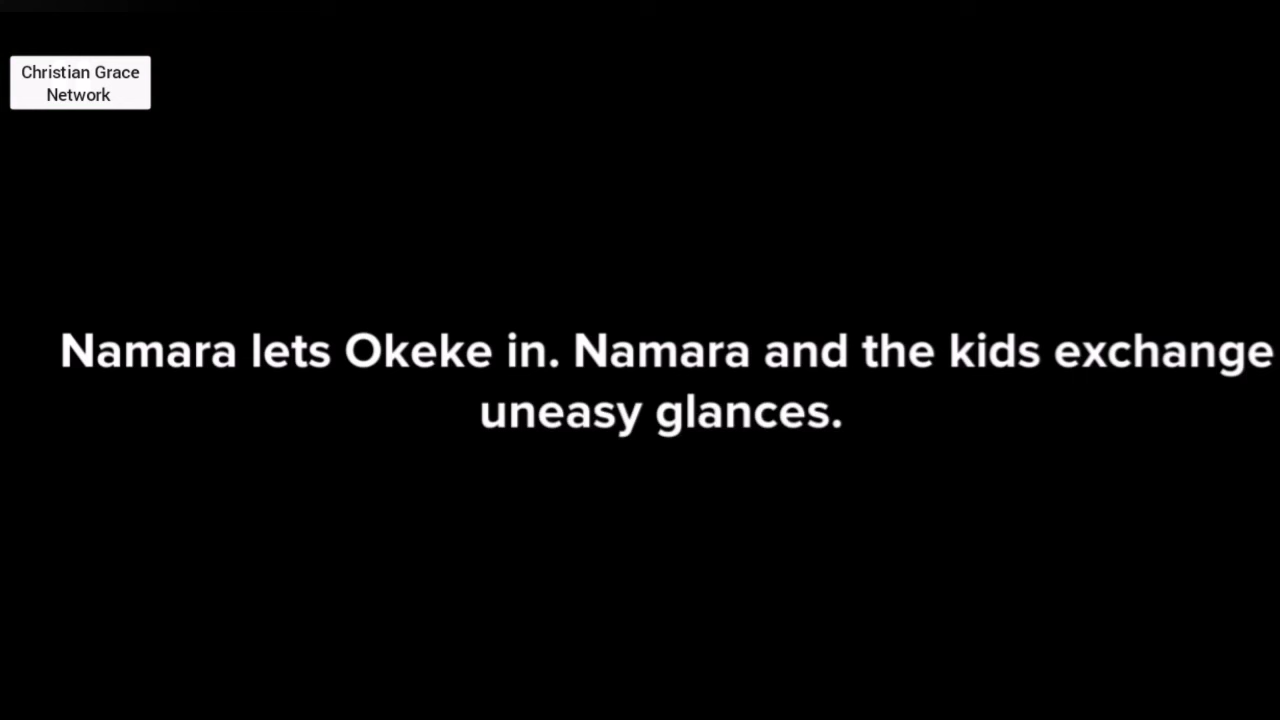 Christian Grace
Network
Namara lets Okeke in. Namara and the kids exchange
uneasy glances.